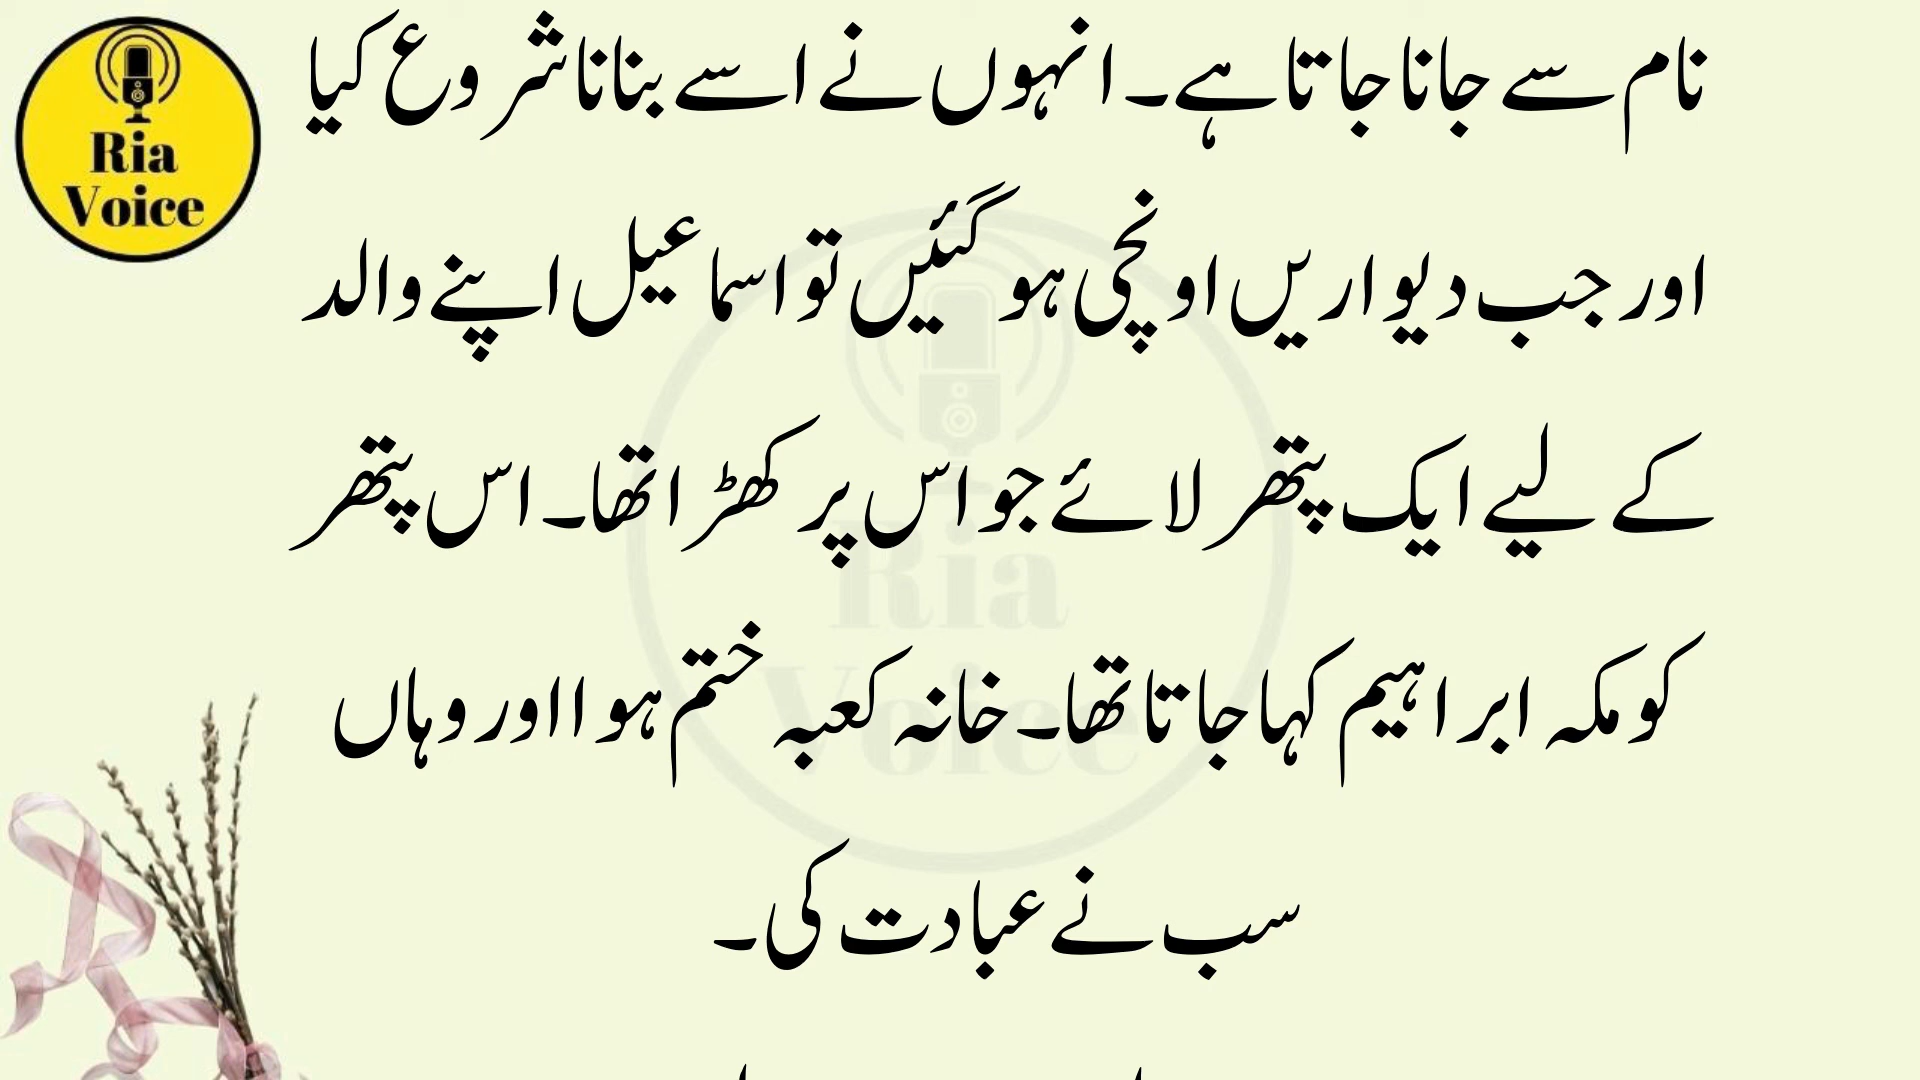 Ria
Voice
نام سے جانا جاتا ہے۔ انہوں نے اسے بنانا شروع کیا
اور جب دیواریں اونچی ہو گئیں تو اسماعیل اپنے والد
کے لیے ایک پتھر لائے جو اس پر کھڑا تھا۔ اس پتھر
کو مکہ ابراہیم کہا جاتا تھا۔ خانہ کعبہ ختم ہوا اور وہاں
سب نے عبادت کی۔
Ria
Voice